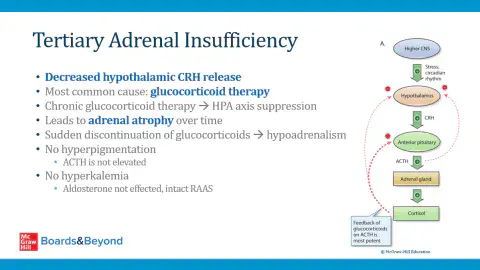 Tertiary Adrenal Insufficiency
• Decreased hypothalamic CRH release
• Most common cause: glucocorticoid therapy
• Chronic glucocorticoid therapy → HPA axis suppression
• Leads to adrenal atrophy over time
• Sudden discontinuation of glucocorticoids → hypoadrenalism
• No hyperpigmentation
• ACTH is not elevated
• No hyperkalemia
• Aldosterone not effected, intact RAAS
A.
Higher CNS
Stress,
circadian
rhythm
Hypothalamus
CRH
Anterior pituitary
ACTH
Adrenal gland
Cortisol
Feedback of
glucocorticoids
on ACTH is
most potent
© McGraw-Hill Education
Mc
Graw
Hill
Boards&Beyond